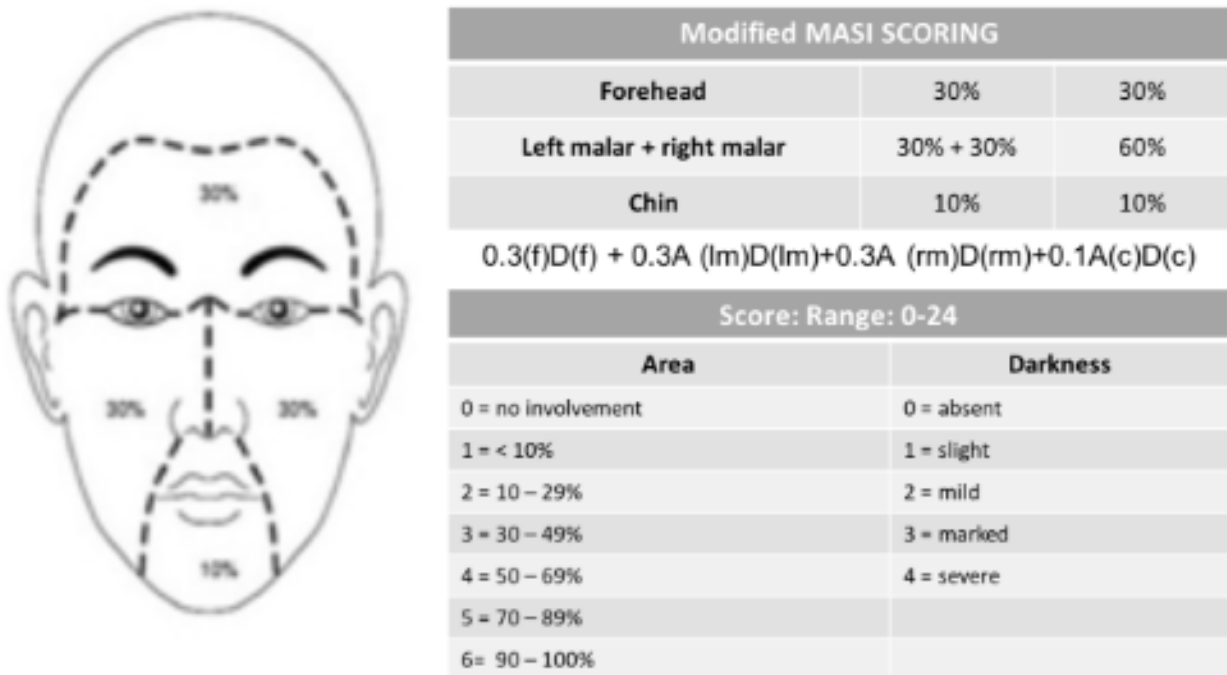 30%
30%
30%
10%
Modified MASI SCORING
Forehead 30% 30%
Left malar + right malar 30% + 30% 60%
Chin 10% 10%
0.3(f)D(f) + 0.3A (lm)D(lm)+0.3A (rm)D(rm)+0.1A(c)D(c)
Score: Range: 0-24
Area Darkness
0 = no involvement 0 = absent
1 = < 10% 1 = slight
2 = 10 – 29% 2 = mild
3 = 30 – 49% 3 = marked
4 = 50 – 69% 4 = severe
5 = 70 – 89%
6= 90 – 100%